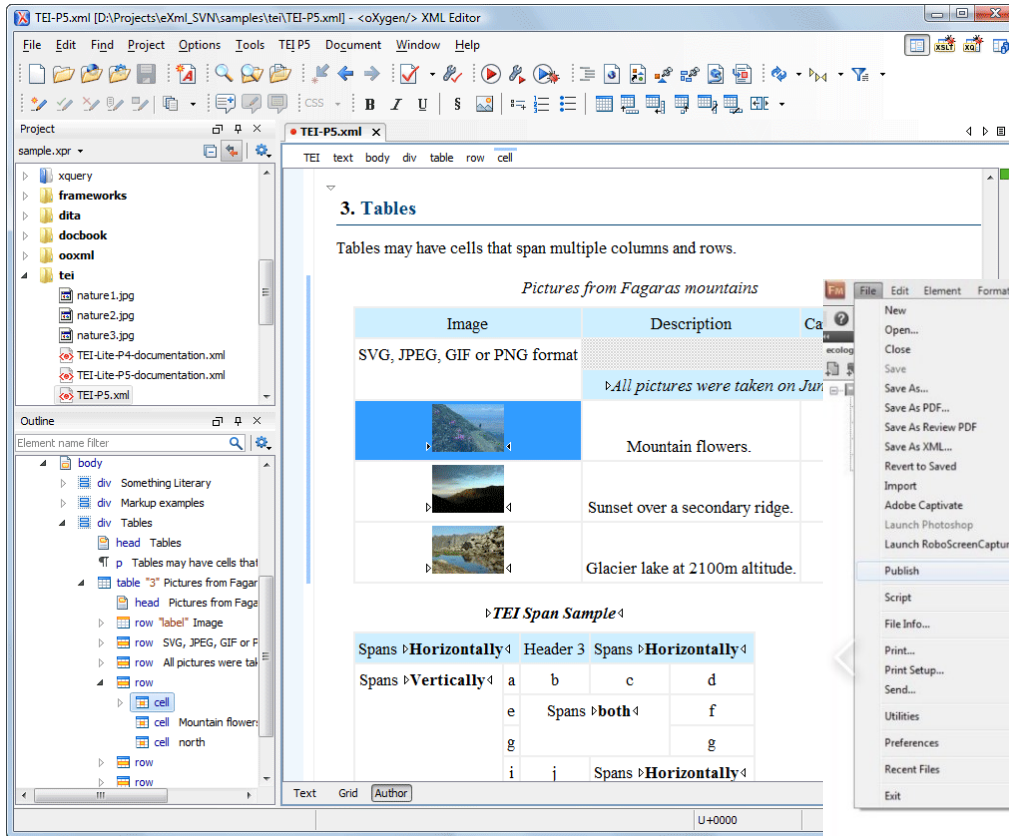 TEI-P5.xml [D:\Projects\eXml_SVN\samples\tei\TEI-P5.xml] - <oXygen/> XML Editor
File Edit Find Project Options Tools TEI P5 Document Window Help
XSLT XQ
CSS B I U §
Project
sample.xpr
xquery
frameworks
dita
docbook
ooxml
tei
nature1.jpg
nature2.jpg
nature3.jpg
TEI-Lite-P4-documentation.xml
TEI-Lite-P5-documentation.xml
TEI-P5.xml
Outline
Element name filter
body
div Something Literary
div Markup examples
div Tables
head Tables
¶ p Tables may have cells that
table "3" Pictures from Fagar
head Pictures from Faga
row "label" Image
row SVG, JPEG, GIF or P
row All pictures were tak
row
cell
cell Mountain flower
cell north
row
row
TEI-P5.xml
TEI text body div table row cell
3. Tables
Tables may have cells that span multiple columns and rows.
Pictures from Fagaras mountains
Image Description Ca
SVG, JPEG, GIF or PNG format
All pictures were taken on Jun
Mountain flowers.
Sunset over a secondary ridge.
Glacier lake at 2100m altitude.
TEI Span Sample
Spans Horizontally Header 3 Spans Horizontally
Spans Vertically a b c d
e Spans both f
g g
i j Spans Horizontally
Text Grid Author
U+0000
Fm File Edit Element Format
ecolog
New
Open...
Close
Save
Save As...
Save As PDF...
Save As Review PDF
Save As XML...
Revert to Saved
Import
Adobe Captivate
Launch Photoshop
Launch RoboScreenCaptur
Publish
Script
File Info...
Print...
Print Setup...
Send...
Utilities
Preferences
Recent Files
Exit